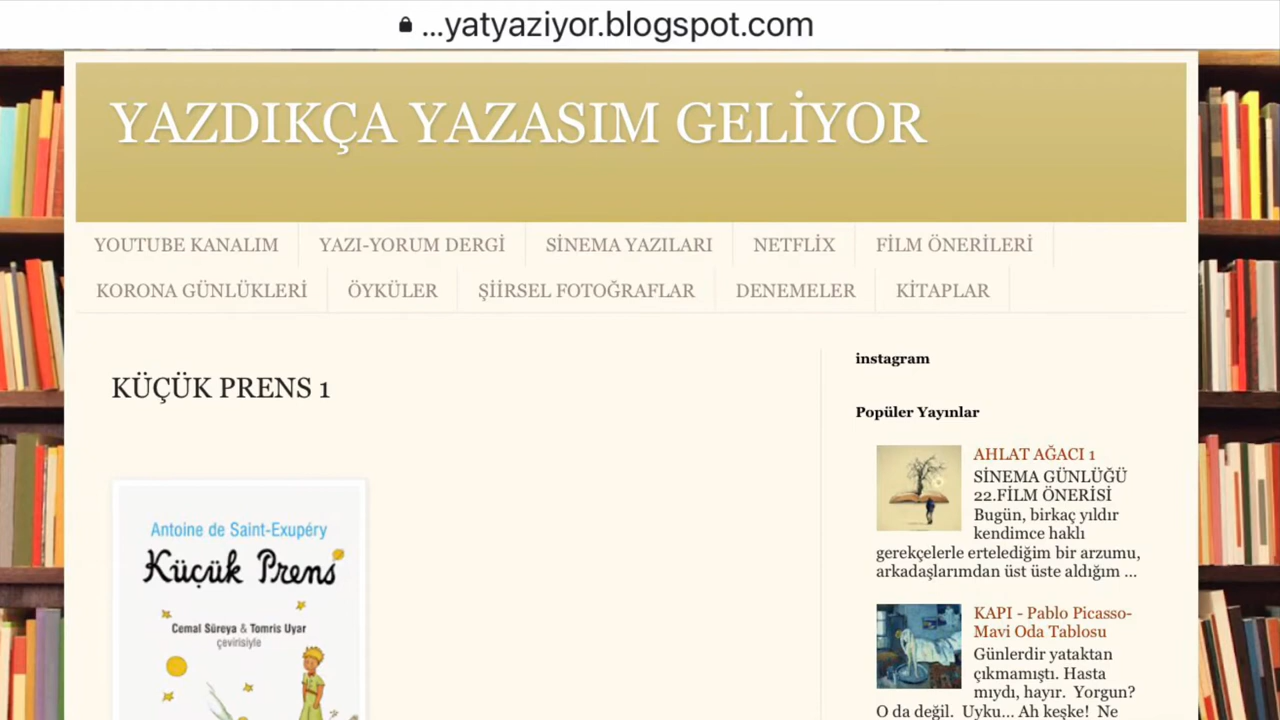 ...yatyaziyor.blogspot.com
YAZDIKÇA YAZASIM GELİYOR
YOUTUBE KANALIM
YAZI-YORUM DERGİ
SİNEMA YAZILARI
NETFLİX
FİLM ÖNERİLERİ
KORONA GÜNLÜKLERİ
ÖYKÜLER
ŞİİRSEL FOTOĞRAFLAR
DENEMELER
KİTAPLAR
KÜÇÜK PRENS 1
Antoine de Saint-Exupéry
Küçük Prens
Cemal Süreya & Tomris Uyar
çevirisiyle
instagram
Popüler Yayınlar
AHLAT AĞACI 1
SİNEMA GÜNLÜĞÜ
22.FİLM ÖNERİSİ
Bugün, birkaç yıldır
kendimce haklı
gerekçelerle ertelediğim bir arzumu,
arkadaşlarımdan üst üste aldığım ...
KAPI - Pablo Picasso-
Mavi Oda Tablosu
Günlerdir yataktan
çıkmamıştı. Hasta
mıydı, hayır. Yorgun?
O da değil. Uyku... Ah keşke! Ne